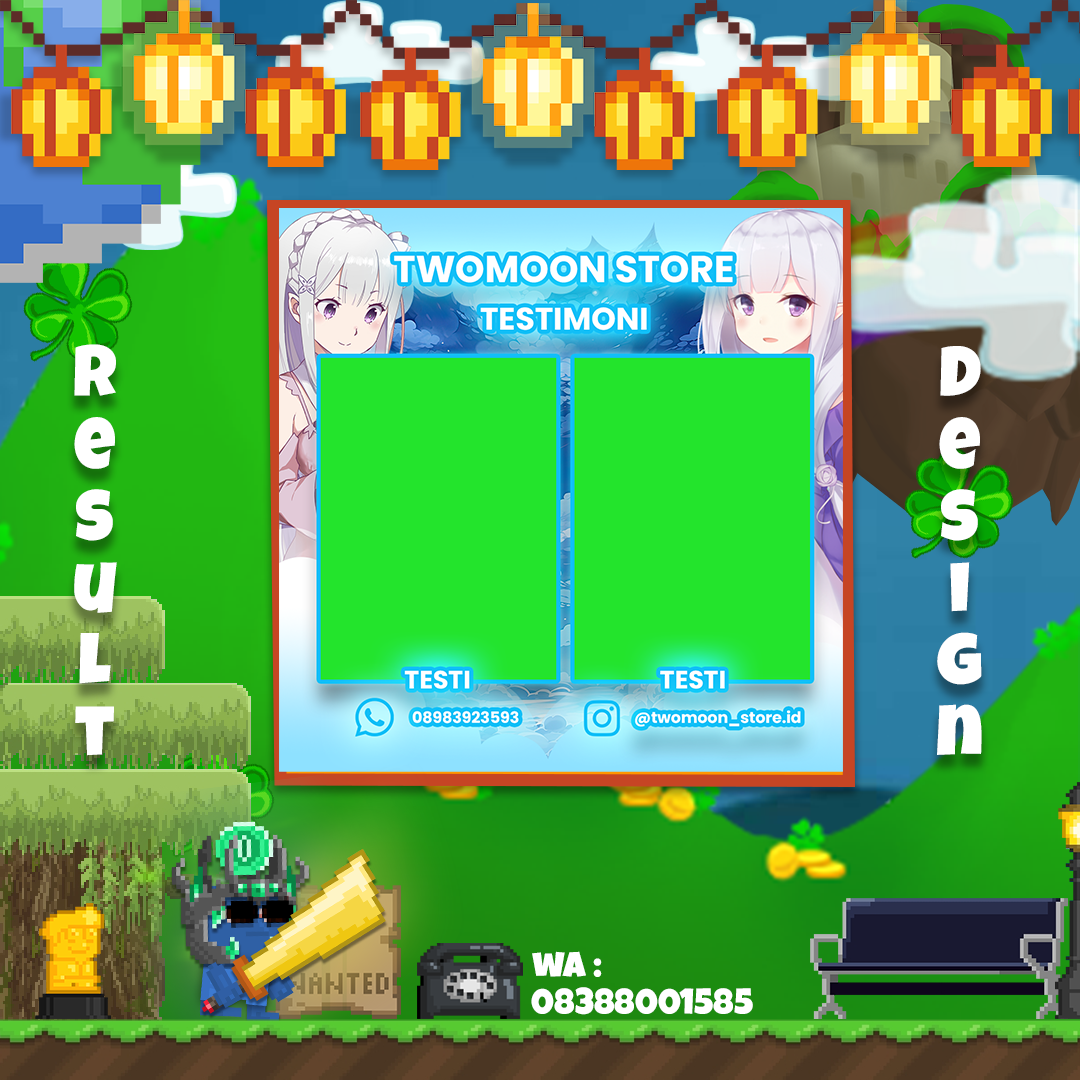 TWOMOON STORE
TESTIMONI
ResuLT
DesIGn
TESTI
TESTI
08983923593
@twomoon_store.id
WANTED
WA :
08388001585